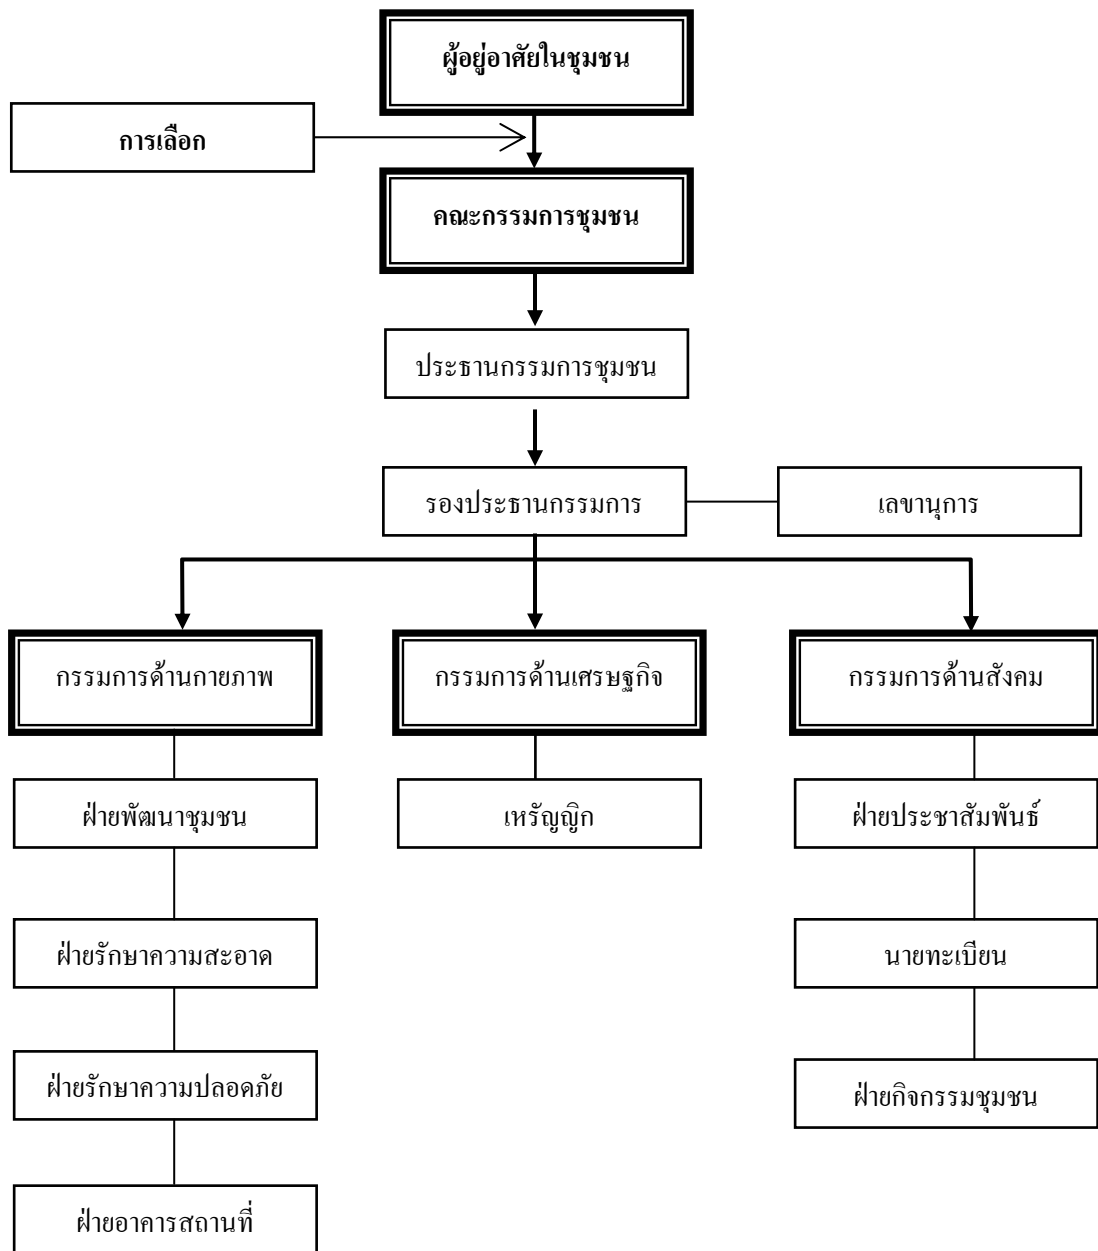 ผู้อยู่อาศัยในชุมชน
การเลือก
คณะกรรมการชุมชน
ประธานกรรมการชุมชน
รองประธานกรรมการ
เลขานุการ
กรรมการด้านกายภาพ
กรรมการด้านเศรษฐกิจ
กรรมการด้านสังคม
ฝ่ายพัฒนาชุมชน
เหรัญญิก
ฝ่ายประชาสัมพันธ์
ฝ่ายรักษาความสะอาด
นายทะเบียน
ฝ่ายรักษาความปลอดภัย
ฝ่ายกิจกรรมชุมชน
ฝ่ายอาคารสถานที่